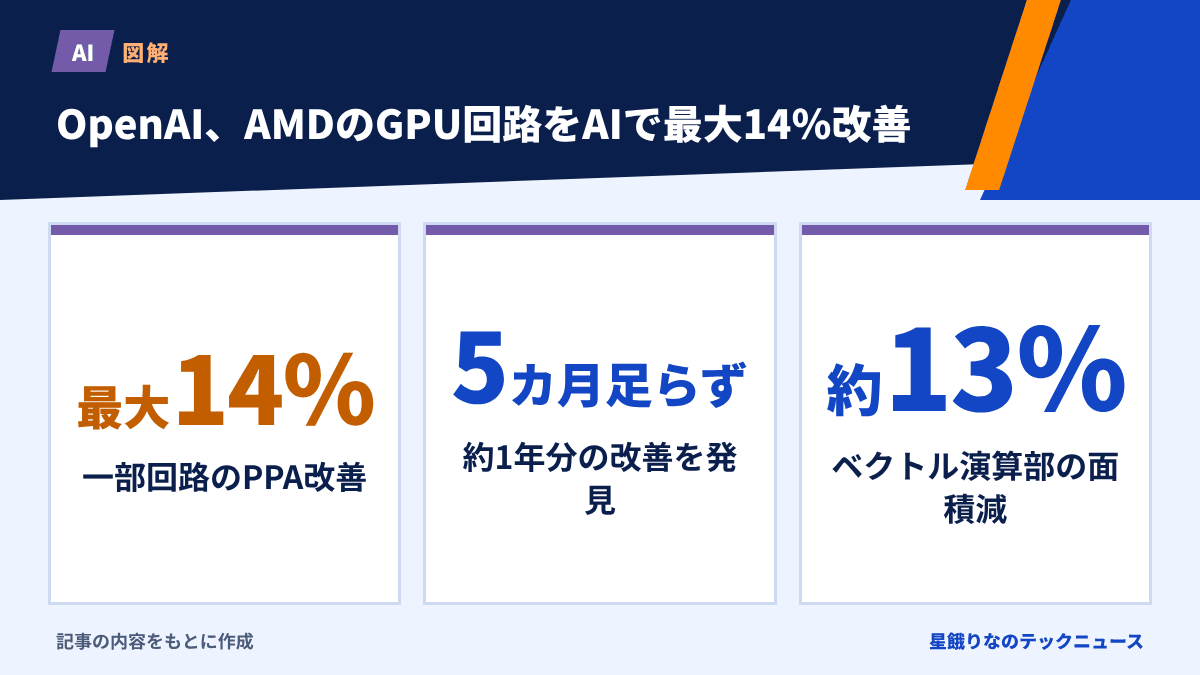 AI 図解
OpenAI、AMDのGPU回路をAIで最大14%改善
最大14%
一部回路のPPA改善
5カ月足らず
約1年分の改善を発
見
約13%
ベクトル演算部の面
積減
記事の内容をもとに作成
星餓りなのテックニュース